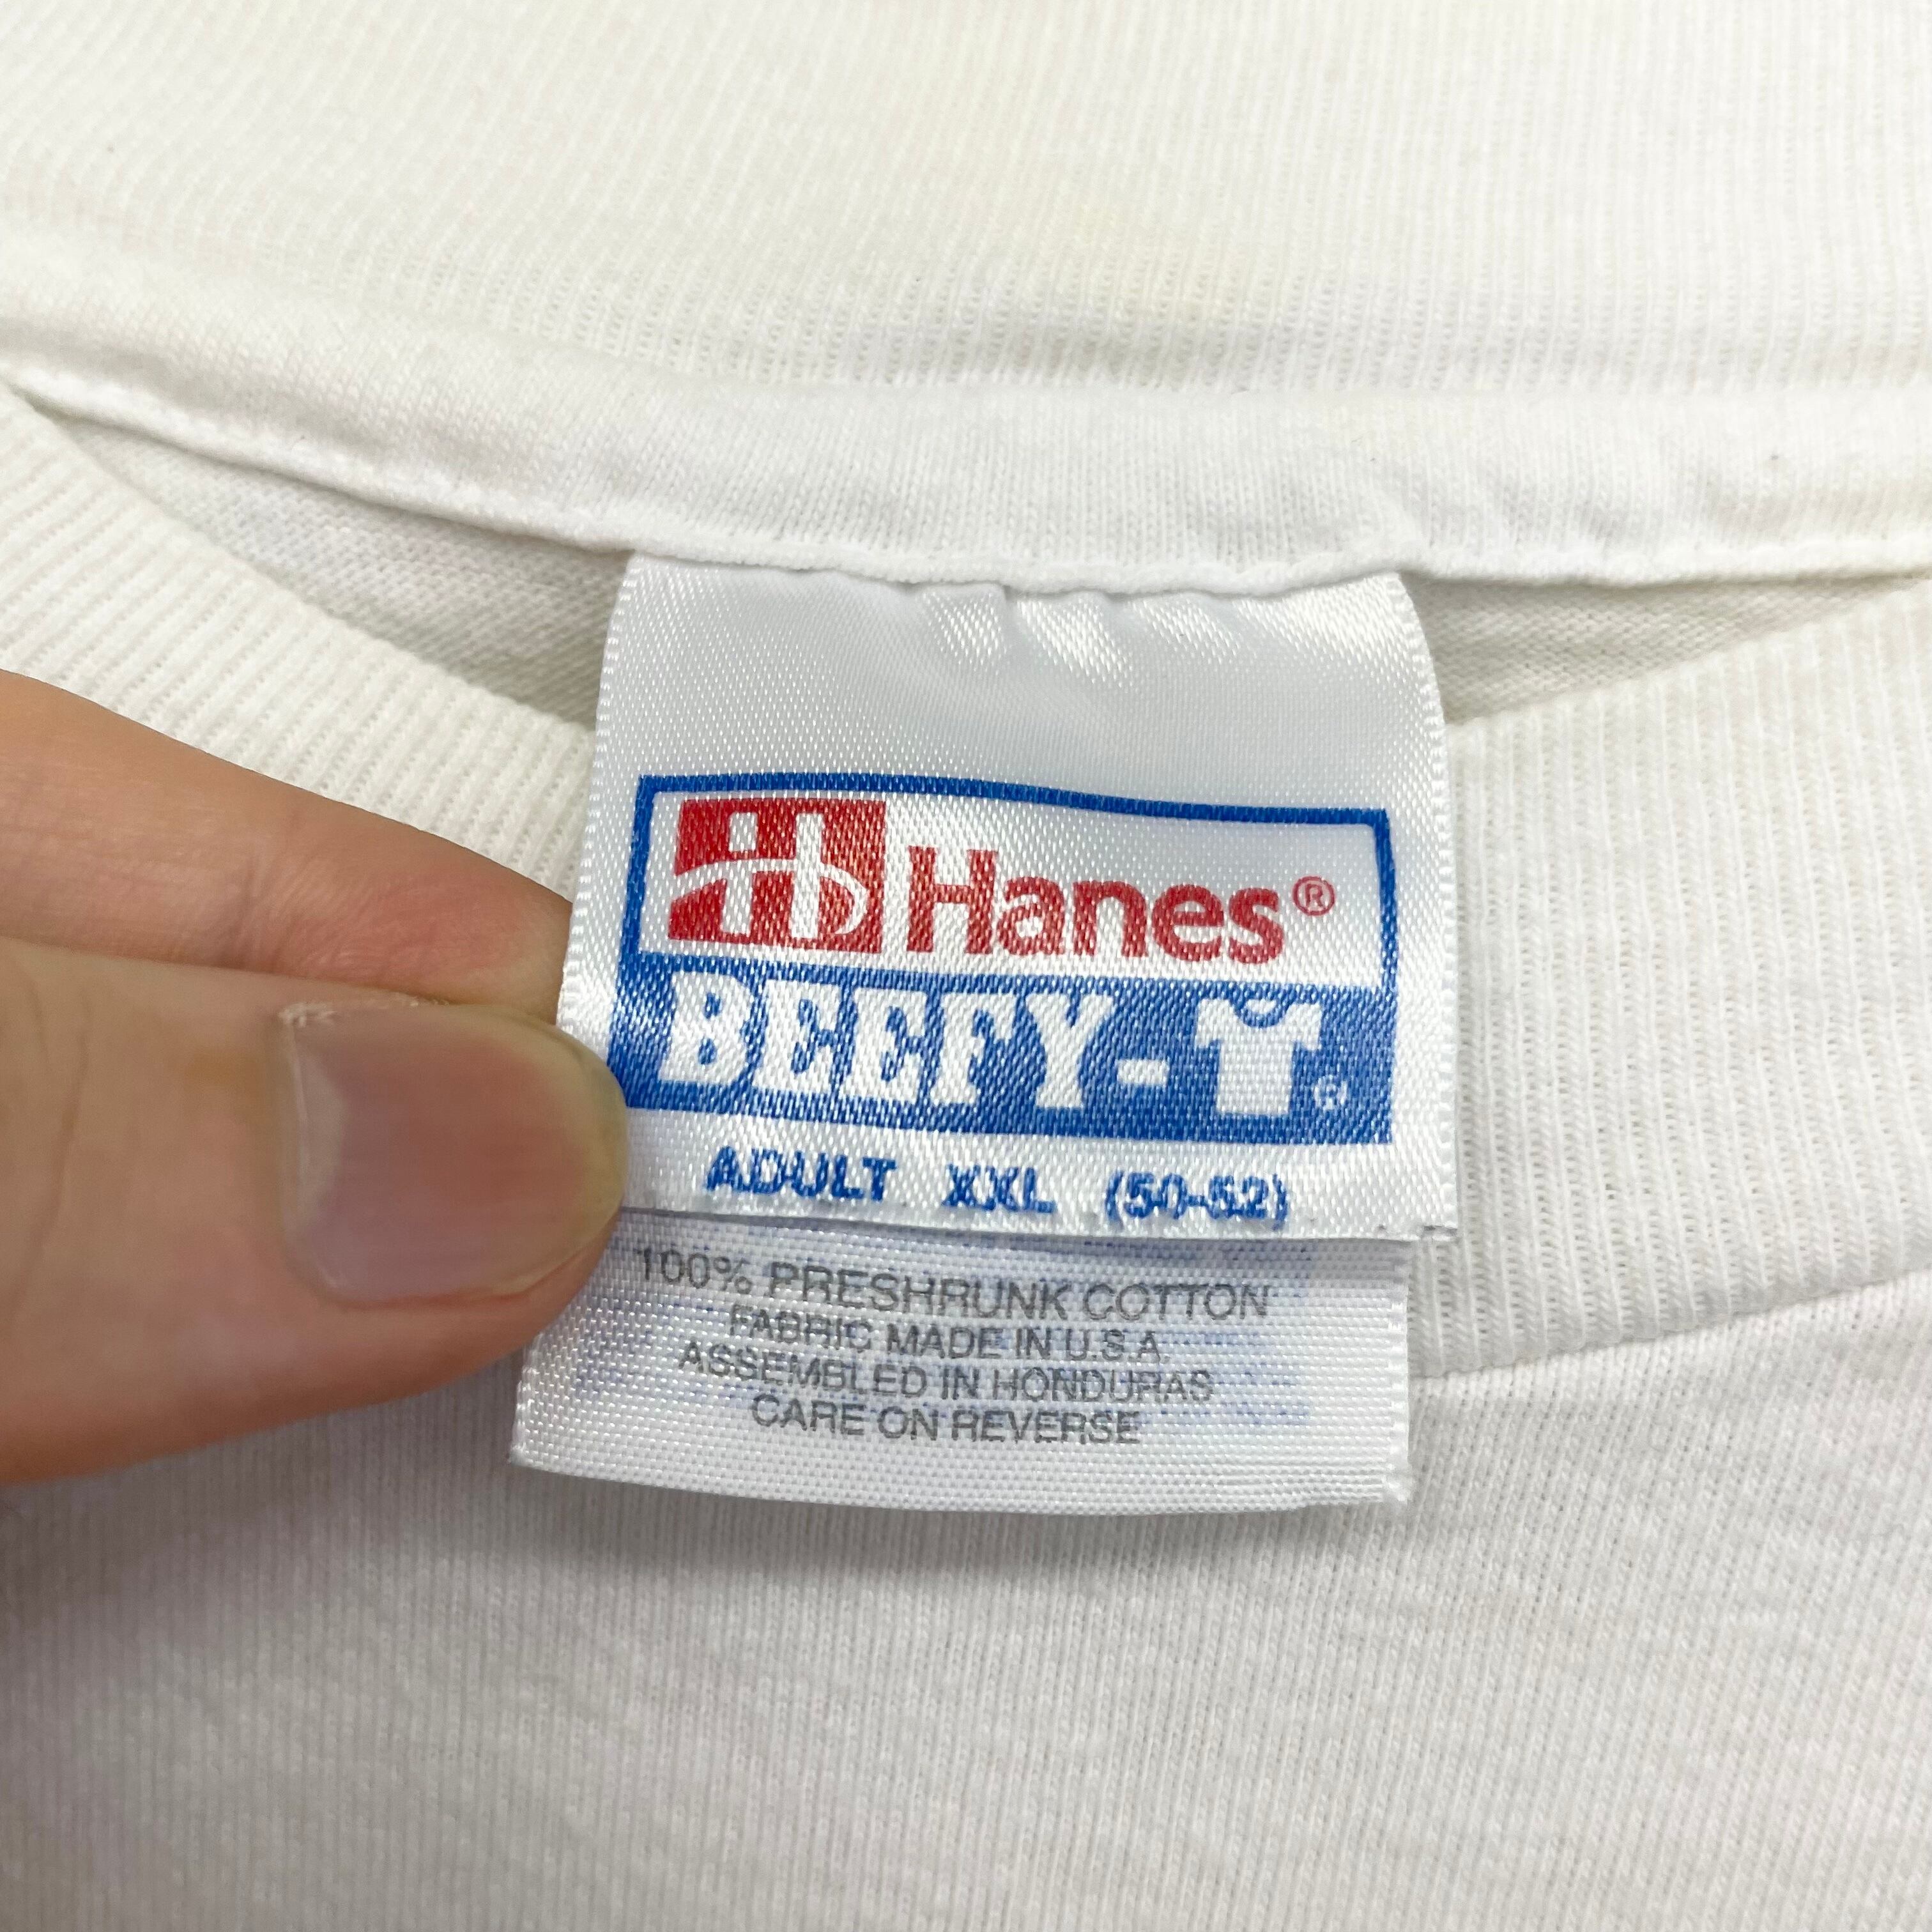 Hanes®
BEEFY-T®
ADULT XXL (50-52)
100% PRESHRUNK COTTON
FABRIC MADE IN U.S.A.
ASSEMBLED IN HONDURAS
CARE ON REVERSE